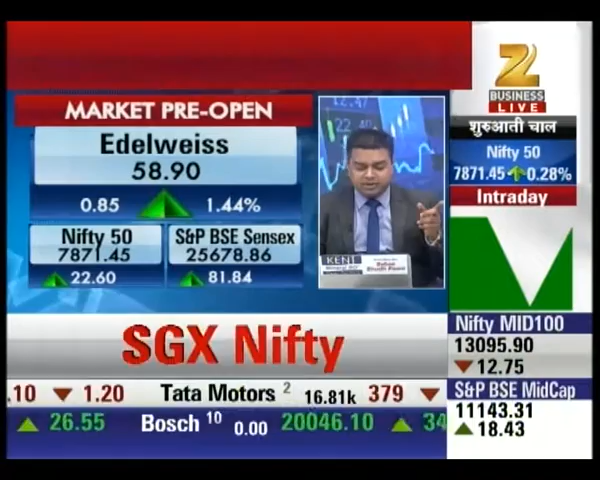 MARKET PRE-OPEN
Edelweiss
58.90
0.85 1.44%
Nifty 50
7871.45
22.60
S&P BSE Sensex
25678.86
81.84
KENT
Z
BUSINESS
LIVE
शुरुआती चाल
Nifty 50
7871.45 0.28%
Intraday
Nifty MID100
13095.90
12.75
S&P BSE MidCap
11143.31
18.43
SGX Nifty
.10 1.20 Tata Motors 2 16.81k 379
26.55 Bosch 10 0.00 20046.10 34